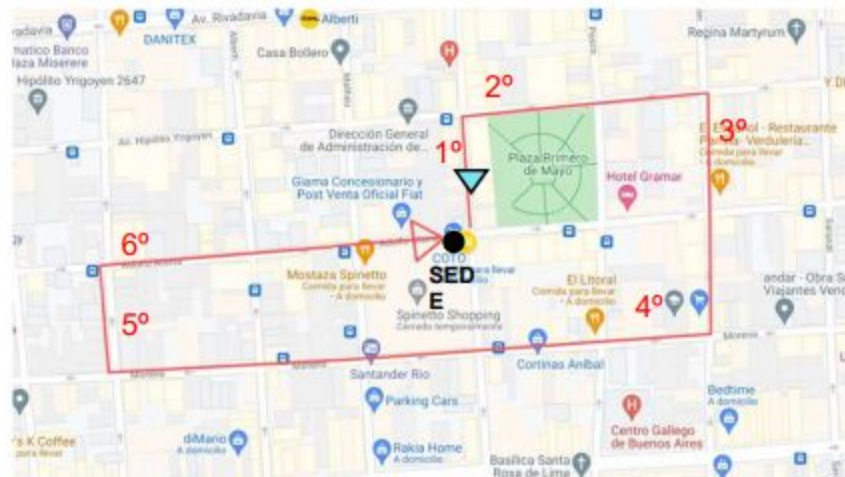 Av. Rivadavia
Alberti
DANITEX
Casa Bollero
Regina Martyrum
Hipólito Yrigoyen 2647
2º
Dirección General
de Administración de...
1º
3º
Plaza Primero
de Mayo
Av. Hipólito Yrigoyen
Giama Concesionario y
Post Venta Oficial Fiat
Hotel Gramar
6º
COTO
SED
E
Mostaza Spinetto
Comida para llevar
- A domicilio
El Litoral
Comida para llevar
- A domicilio
4º
5º
Spinetto Shopping
Cerrado temporalmente
Viajantes
Moreno
Santander Rio
Cortinas Anibal
Moreno
Parking Cars
Bedtime
A domicilio
Centro Gallego
de Buenos Aires
's K Coffee
diMario
A domicilio
Rakia Home
A domicilio
Basílica Santa
Rosa de Lima